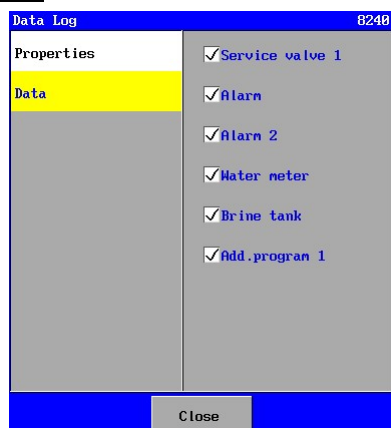 Data Log 8240
Properties
Data
Service valve 1
Alarm
Alarm 2
Water meter
Brine tank
Add.program 1
Close